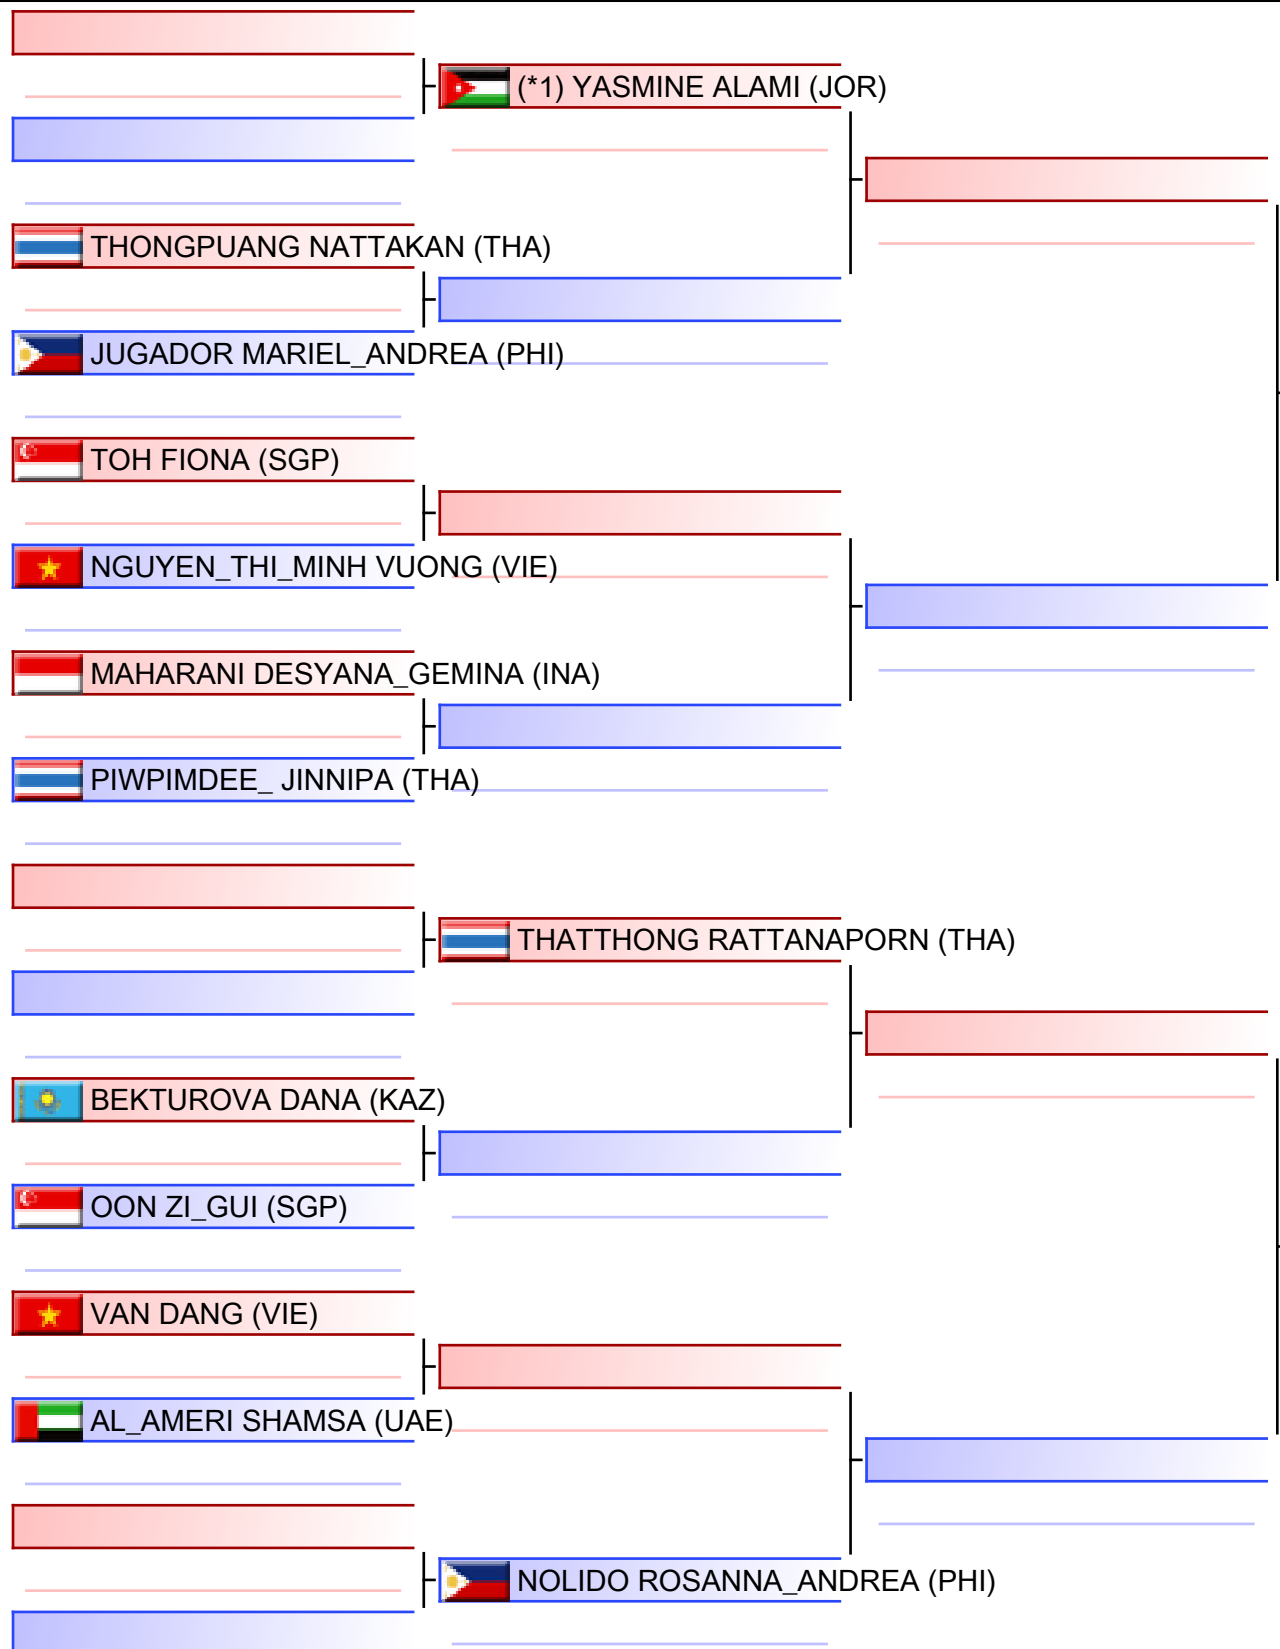 (*1) YASMINE ALAMI (JOR)
THONGPUANG NATTAKAN (THA)
JUGADOR MARIEL_ANDREA (PHI)
TOH FIONA (SGP)
NGUYEN_THI_MINH VUONG (VIE)
MAHARANI DESYANA_GEMINA (INA)
PIWPIMDEE_ JINNIPA (THA)
THATTHONG RATTANAPORN (THA)
BEKTUROVA DANA (KAZ)
OON ZI_GUI (SGP)
VAN DANG (VIE)
AL_AMERI SHAMSA (UAE)
NOLIDO ROSANNA_ANDREA (PHI)